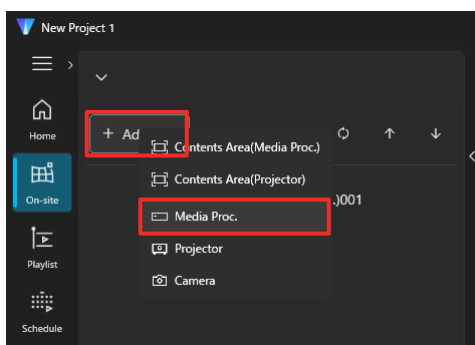 New Project 1
Home
+ Ad
Contents Area(Media Proc.)
Contents Area(Projector)
On-site
.)001
Media Proc.
Projector
Playlist
Camera
Schedule